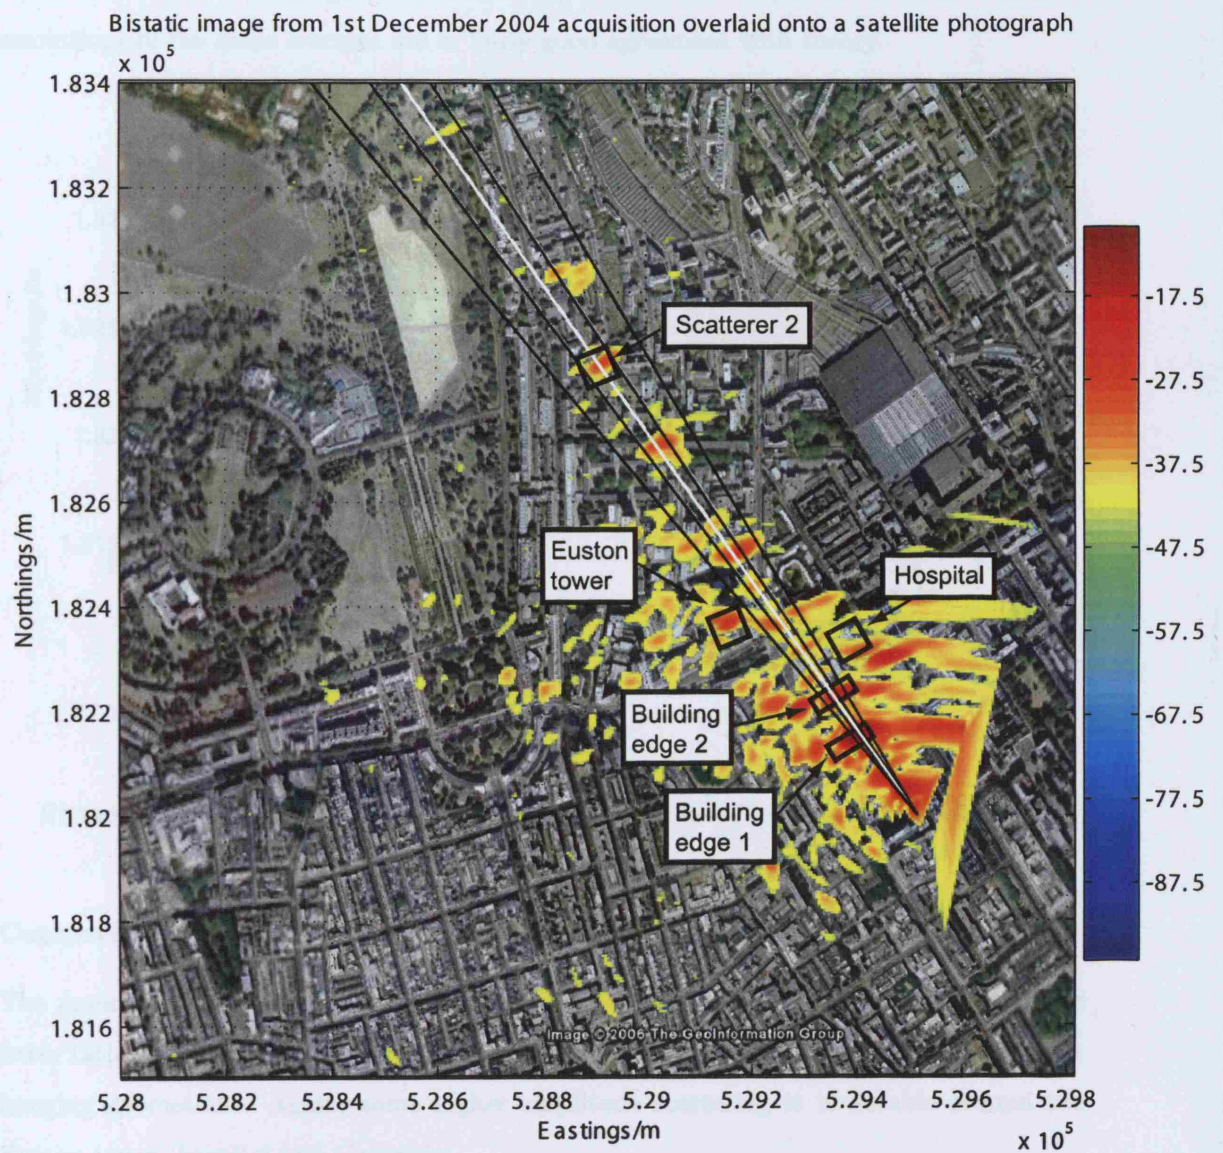 Bistatic image from 1st December 2004 acquisition overlaid onto a satellite photograph
x 10^5
1.834
1.832
1.83
1.828
1.826
1.824
1.822
1.82
1.818
1.816
Northings/m
Scatterer 2
Euston
tower
Hospital
Building
edge 2
Building
edge 1
Image © 2006 The GeoInformation Group
-17.5
-27.5
-37.5
-47.5
-57.5
-67.5
-77.5
-87.5
5.28 5.282 5.284 5.286 5.288 5.29 5.292 5.294 5.296 5.298
Eastings/m
x 10^5